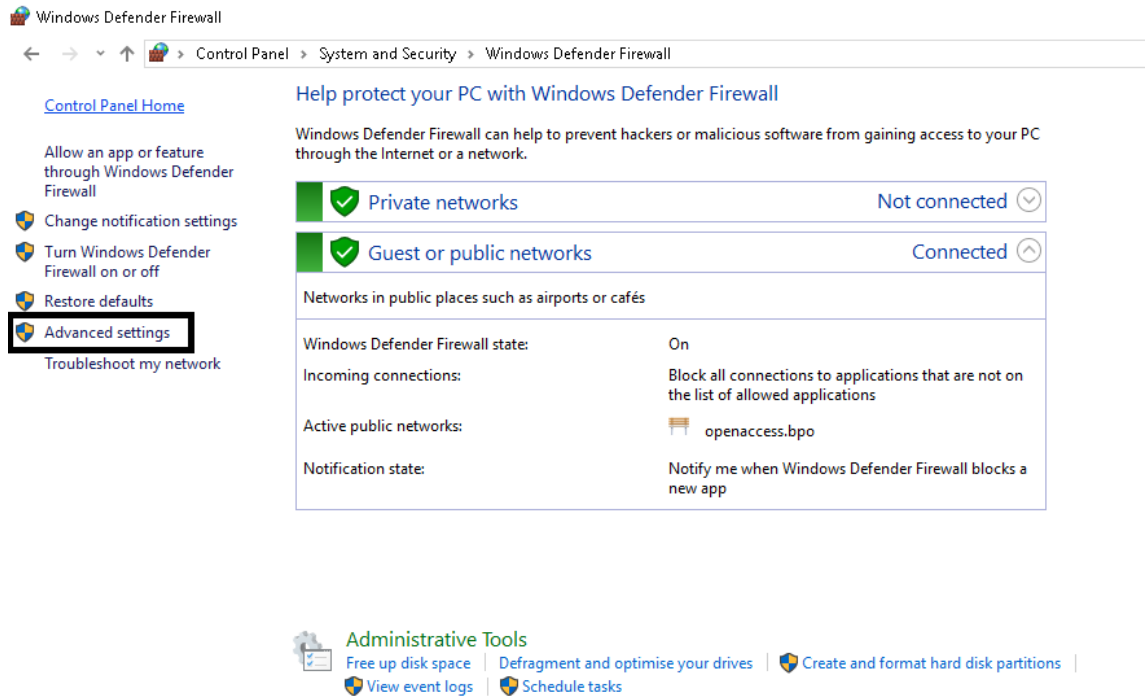 Windows Defender Firewall
Control Panel > System and Security > Windows Defender Firewall
Control Panel Home
Allow an app or feature
through Windows Defender
Firewall
Change notification settings
Turn Windows Defender
Firewall on or off
Restore defaults
Advanced settings
Troubleshoot my network
Help protect your PC with Windows Defender Firewall
Windows Defender Firewall can help to prevent hackers or malicious software from gaining access to your PC
through the Internet or a network.
Private networks Not connected
Guest or public networks Connected
Networks in public places such as airports or cafés
Windows Defender Firewall state: On
Incoming connections: Block all connections to applications that are not on
the list of allowed applications
Active public networks: openaccess.bpo
Notification state: Notify me when Windows Defender Firewall blocks a
new app
Administrative Tools
Free up disk space | Defragment and optimise your drives | Create and format hard disk partitions |
View event logs | Schedule tasks